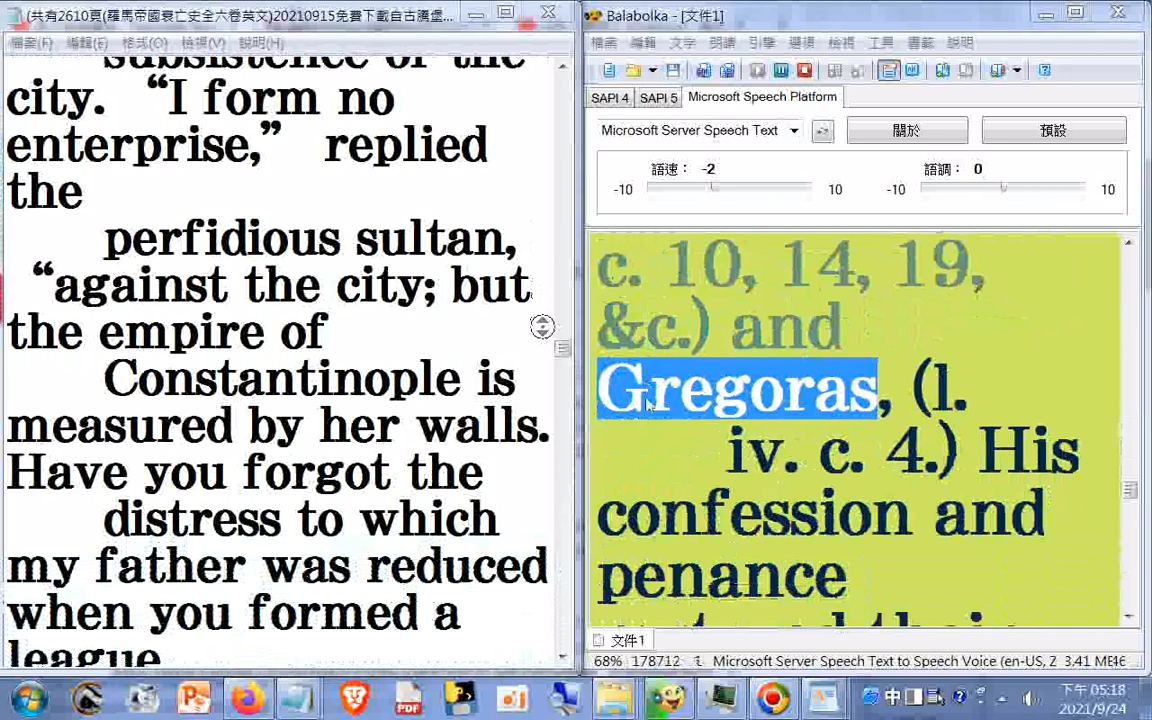 (共有2610頁(羅馬帝國衰亡史全六卷英文)20210915免費下載自古騰堡...
檔案(F) 編輯(E) 格式(O) 檢視(V) 說明(H)
subsistence of the
city. “I form no
enterprise,” replied
the
perfidious sultan,
“against the city; but
the empire of
Constantinople is
measured by her walls.
Have you forgot the
distress to which
my father was reduced
when you formed a
league
Balabolka - [文件1]
檔案 編輯 文字 朗讀 引擎 選項 檢視 工具 書籤 說明
SAPI 4 SAPI 5 Microsoft Speech Platform
Microsoft Server Speech Text 關於 預設
語速： -2 語調： 0
-10 10 -10 10
c. 10, 14, 19,
&c.) and
Gregoras, (l.
iv. c. 4.) His
confession and
penance
文件1
68% 178712 Microsoft Server Speech Text to Speech Voice (en-US, Z 3.41 ME46
中
下午 05:18
2021/9/24